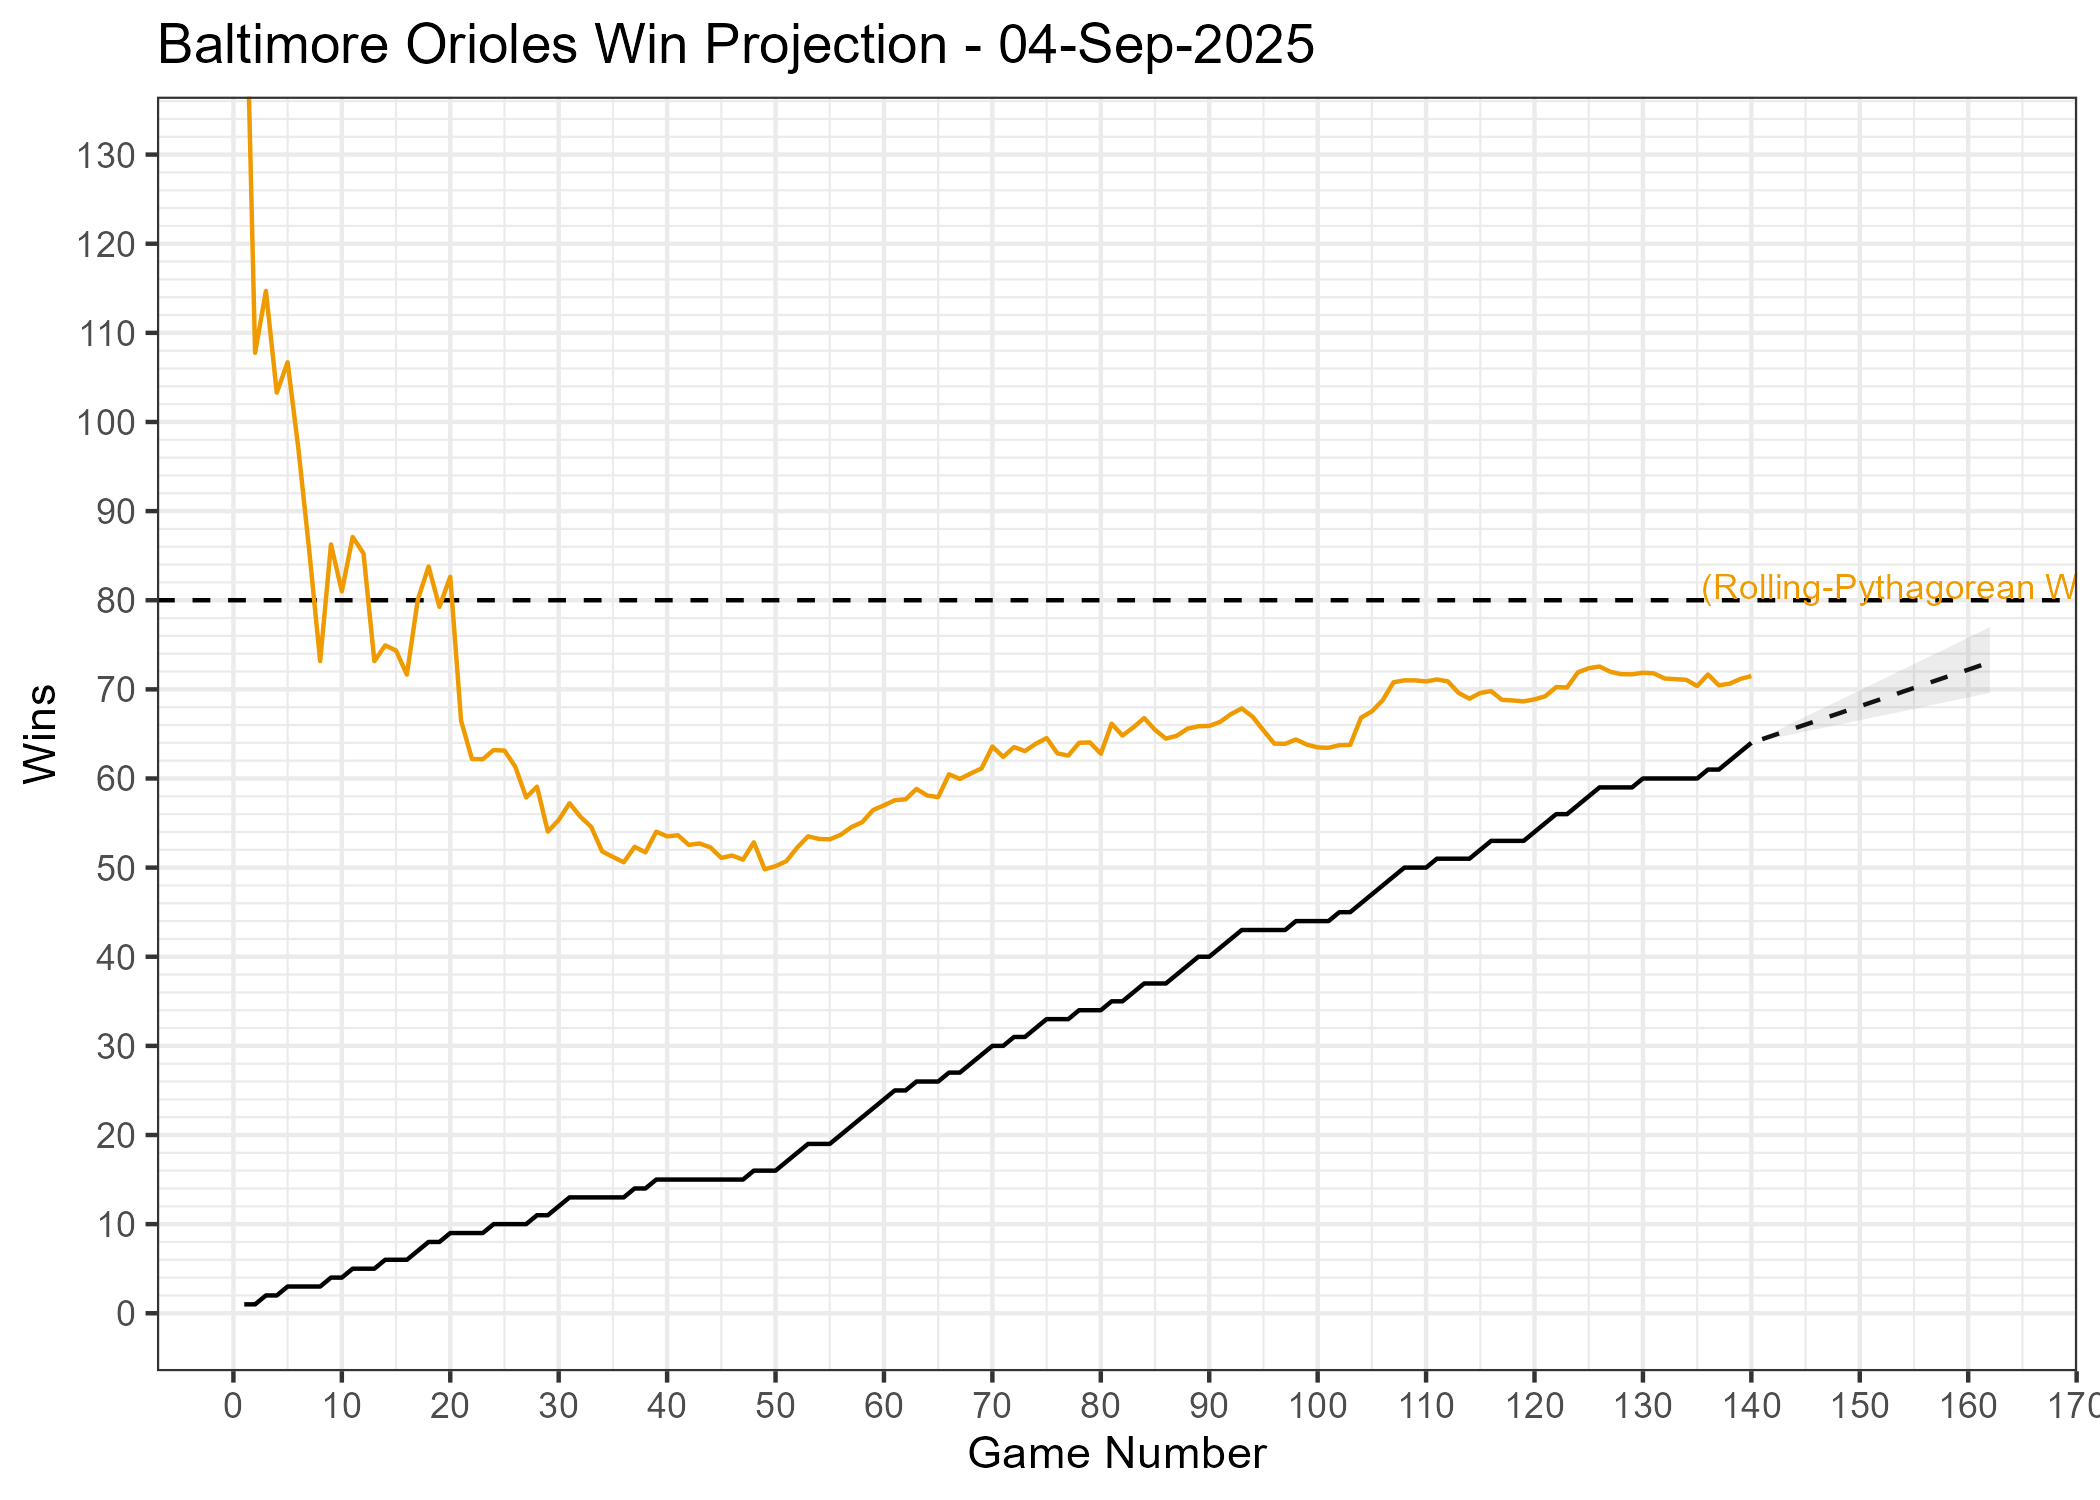 Baltimore Orioles Win Projection - 04-Sep-2025
130
120
110
100
90
80
70
60
50
40
30
20
10
0
Wins
(Rolling-Pythagorean W
0 10 20 30 40 50 60 70 80 90 100 110 120 130 140 150 160 170
Game Number